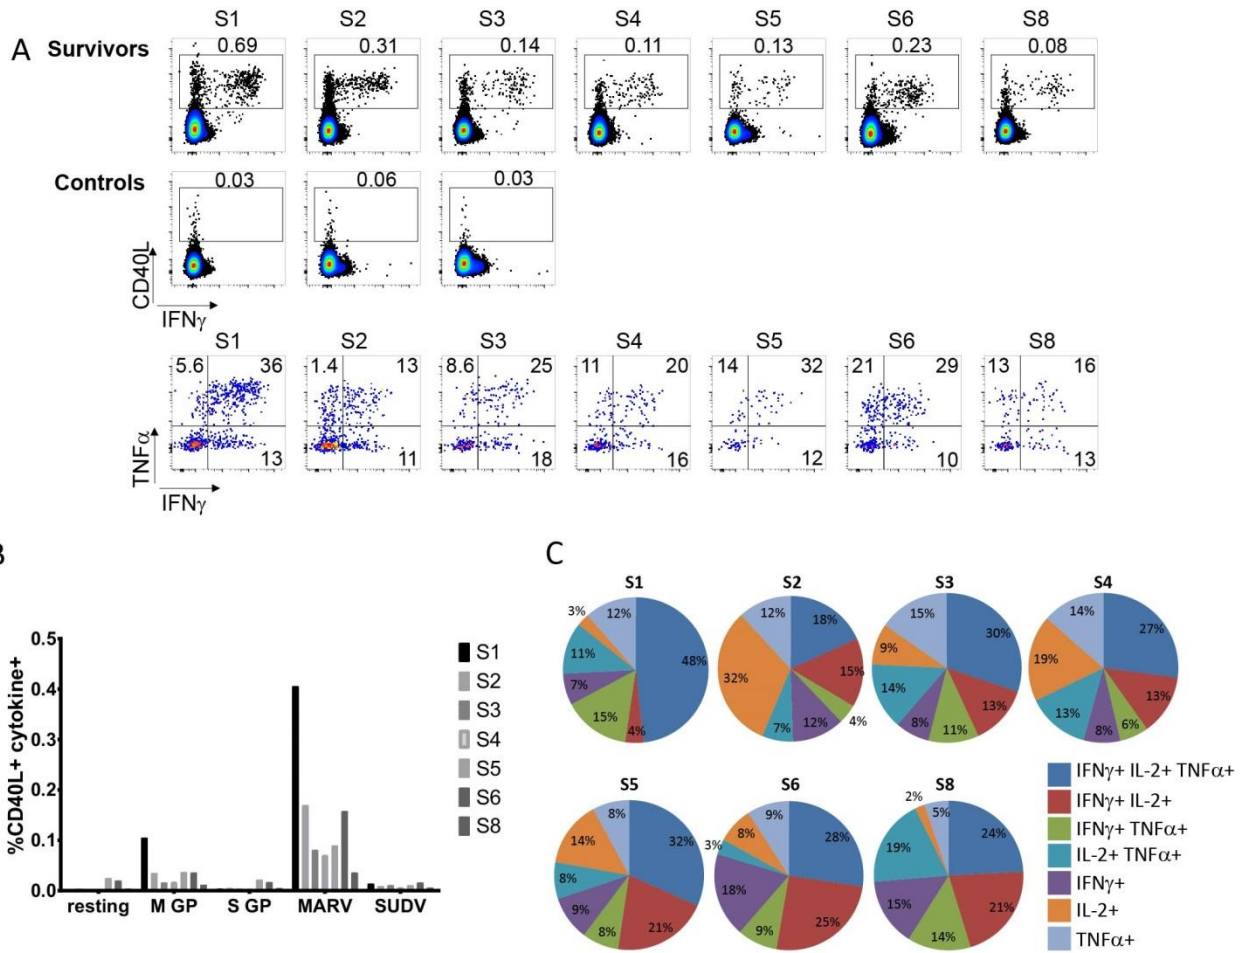 A
Survivors
S1 S2 S3 S4 S5 S6 S8
0.69 0.31 0.14 0.11 0.13 0.23 0.08
Controls
0.03 0.06 0.03
CD40L
IFNγ
S1 S2 S3 S4 S5 S6 S8
5.6 36 1.4 13 8.6 25 11 20 14 32 21 29 13 16
13 11 18 16 12 10 13
TNFα
IFNγ
B
%CD40L+ cytokine+
0.5
0.4
0.3
0.2
0.1
0.0
resting M GP S GP MARV SUDV
S1
S2
S3
S4
S5
S6
S8
C
S1
48%
4%
15%
7%
11%
3%
12%
S2
18%
15%
4%
12%
7%
32%
12%
S3
30%
13%
11%
8%
14%
9%
15%
S4
27%
13%
6%
8%
13%
19%
14%
S5
32%
21%
8%
9%
8%
14%
8%
S6
28%
25%
9%
18%
3%
8%
9%
S8
24%
21%
14%
15%
19%
2%
5%
IFNγ+ IL-2+ TNFα+
IFNγ+ IL-2+
IFNγ+ TNFα+
IL-2+ TNFα+
IFNγ+
IL-2+
TNFα+